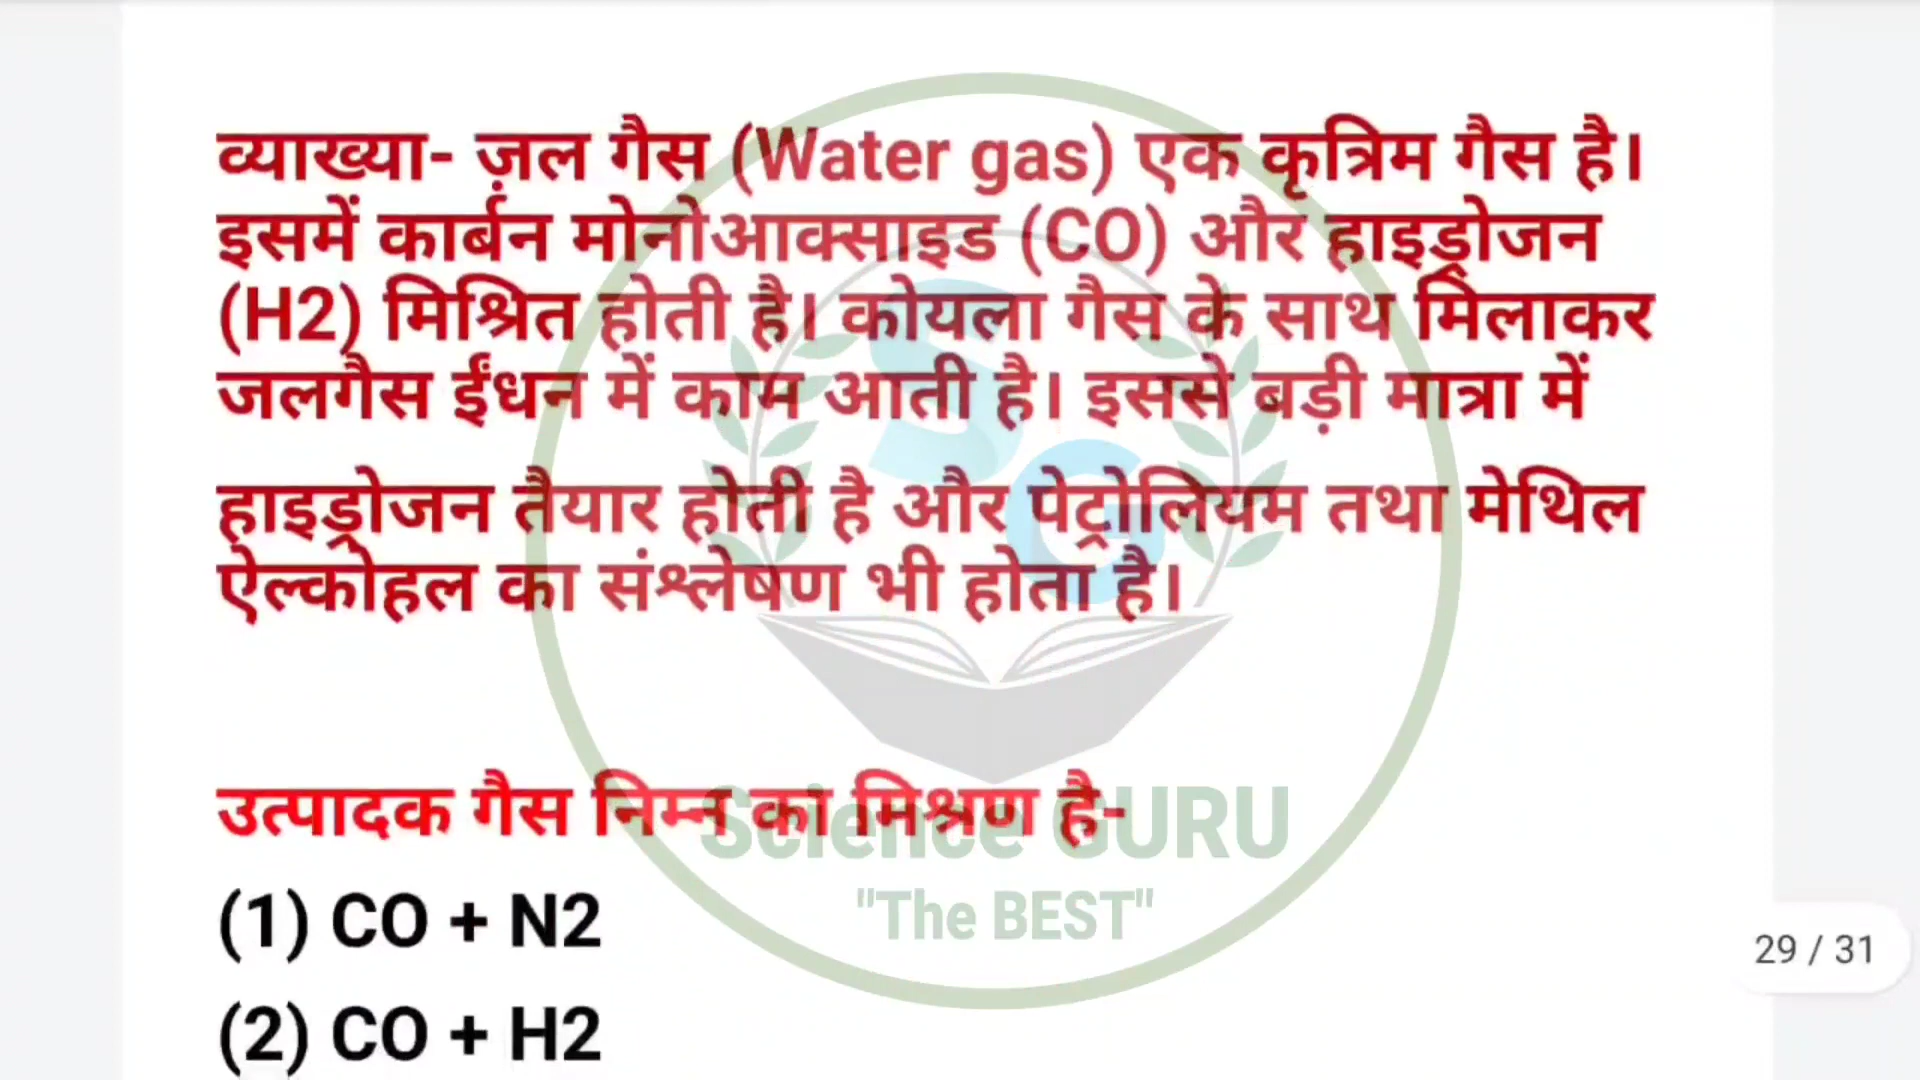 व्याख्या- ज़ल गैस (Water gas) एक कृत्रिम गैस है।
इसमें कार्बन मोनोआक्साइड (CO) और हाइड्रोजन
(H2) मिश्रित होती है। कोयला गैस के साथ मिलाकर
जलगैस ईंधन में काम आती है। इससे बड़ी मात्रा में
हाइड्रोजन तैयार होती है और पेट्रोलियम तथा मेथिल
ऐल्कोहल का संश्लेषण भी होता है।
SG
उत्पादक गैस निम्न का मिश्रण है-
Science GURU
"The BEST"
(1) CO + N2
29 / 31
(2) CO + H2